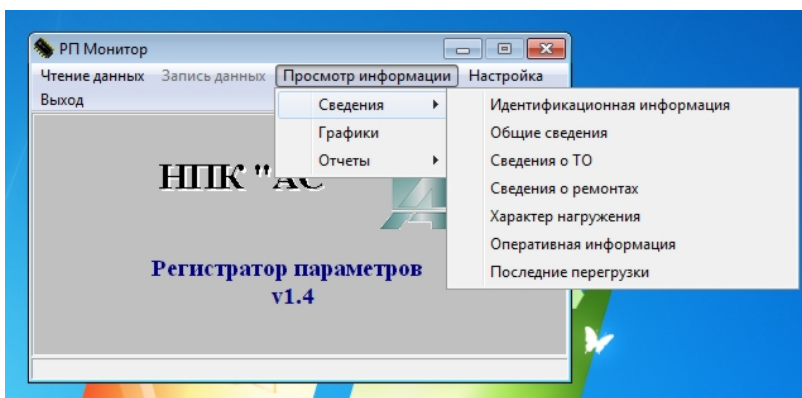 РП Монитор
Чтение данных Запись данных Просмотр информации Настройка
Выход
Сведения
Графики
Отчеты
Идентификационная информация
Общие сведения
Сведения о ТО
Сведения о ремонтах
Характер нагружения
Оперативная информация
Последние перегрузки
НПК "АС
Регистратор параметров
v1.4